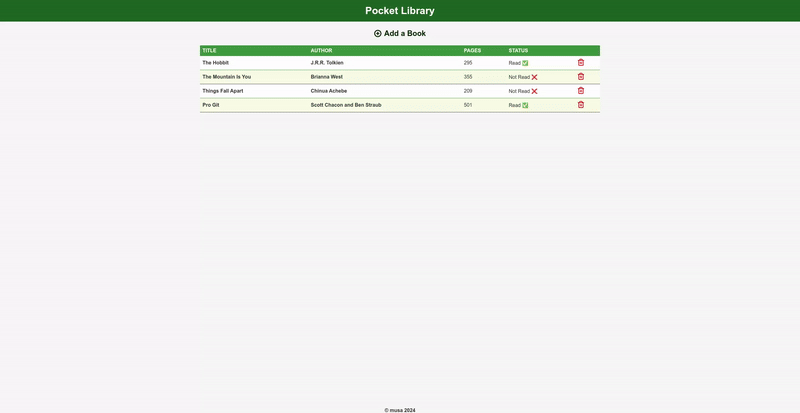 Pocket Library
Add a Book
TITLE AUTHOR PAGES STATUS
The Hobbit J.R.R. Tolkien 295 Read ✅
The Mountain Is You Brianna West 355 Not Read ❌
Things Fall Apart Chinua Achebe 209 Not Read ❌
Pro Git Scott Chacon and Ben Straub 501 Read ✅
© musa 2024